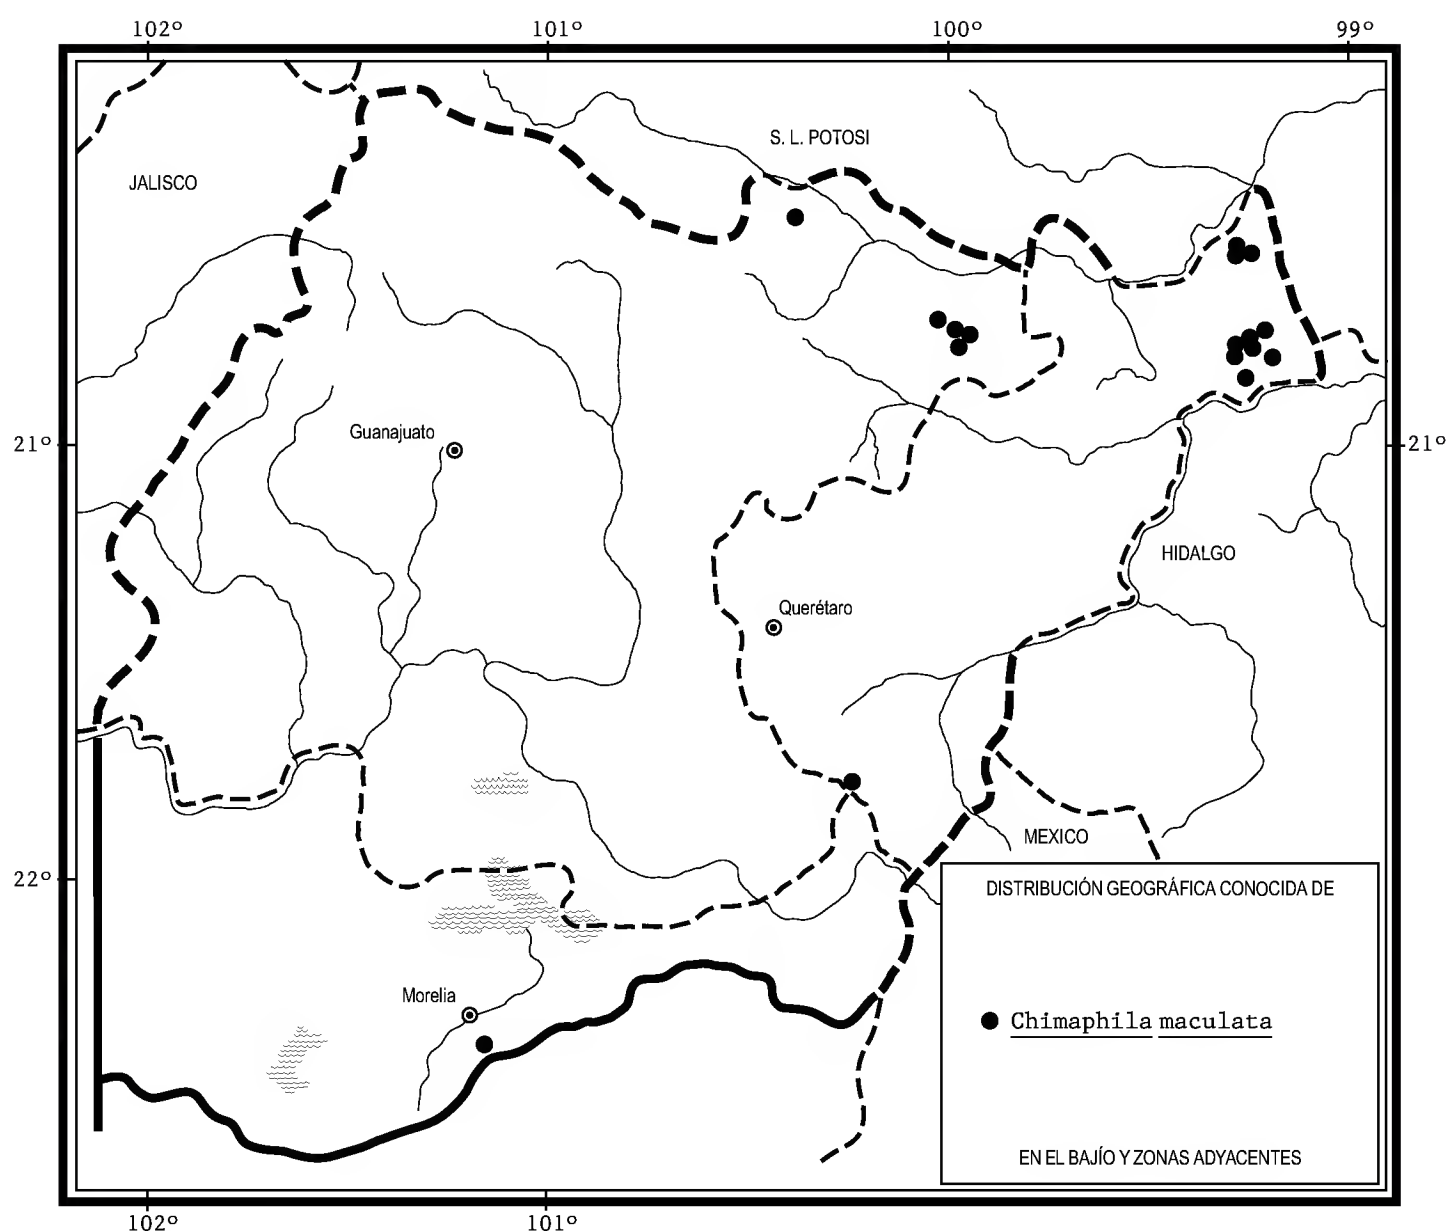 102° 101° 100° 99°
S. L. POTOSI
JALISCO
Guanajuato
21° 21°
HIDALGO
Querétaro
MEXICO
22°
DISTRIBUCIÓN GEOGRÁFICA CONOCIDA DE
Morelia
Chimaphila maculata
EN EL BAJÍO Y ZONAS ADYACENTES
102° 101°